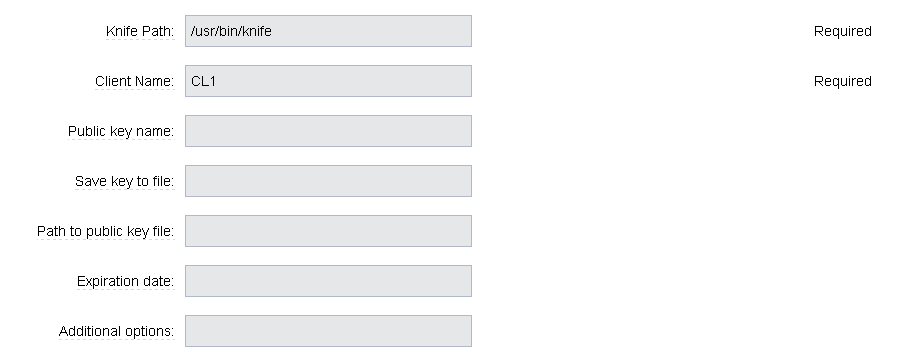 Knife Path: /usr/bin/knife Required
Client Name: CL1 Required
Public key name:
Save key to file:
Path to public key file:
Expiration date:
Additional options: